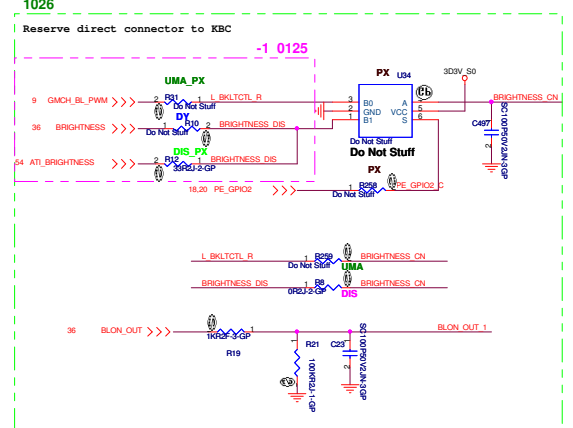 1026
Reserve direct connector to KBC
-1 0125
UMA_PX
PX
U34
3D3V_S0
9 GMCH_BL_PWM
2 R31 1
L_BKLTCTL_R
Do Not Stuff
3 B0 A 4
2 GND VCC 5
1 B1 S 6
BRIGHTNESS_CN
DY
36 BRIGHTNESS
1 R10 2
BRIGHTNESS_DIS
Do Not Stuff
Do Not Stuff
Do Not Stuff
C497
SC100P50V2JN-3GP
DIS_PX
54 ATI_BRIGHTNESS
2 R12 1
BRIGHTNESS_DIS
33R2J-2-GP
PX
18,20 PE_GPIO2
1 R258
PE_GPIO2_C
Do Not Stuff
L_BKLTCTL_R
1 R259
BRIGHTNESS_CN
Do Not Stuff
UMA
BRIGHTNESS_DIS
1 R8
BRIGHTNESS_CN
0R2J-2-GP
DIS
36 BLON_OUT
1
BLON_OUT_1
1KR2F-3-GP
R19
R21
100KR2J-1-GP
C23
SC100P50V2JN-3GP